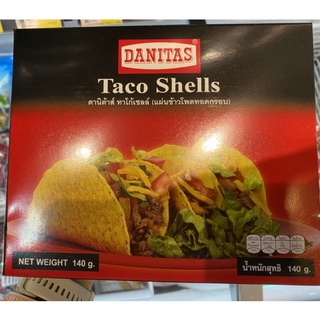 DANITAS
Taco Shells
ดานิต้าส์ ทาโก้เชลล์ (แผ่นข้าวโพดทอดกรอบ)
NET WEIGHT 140 g.
น้ำหนักสุทธิ 140 g.